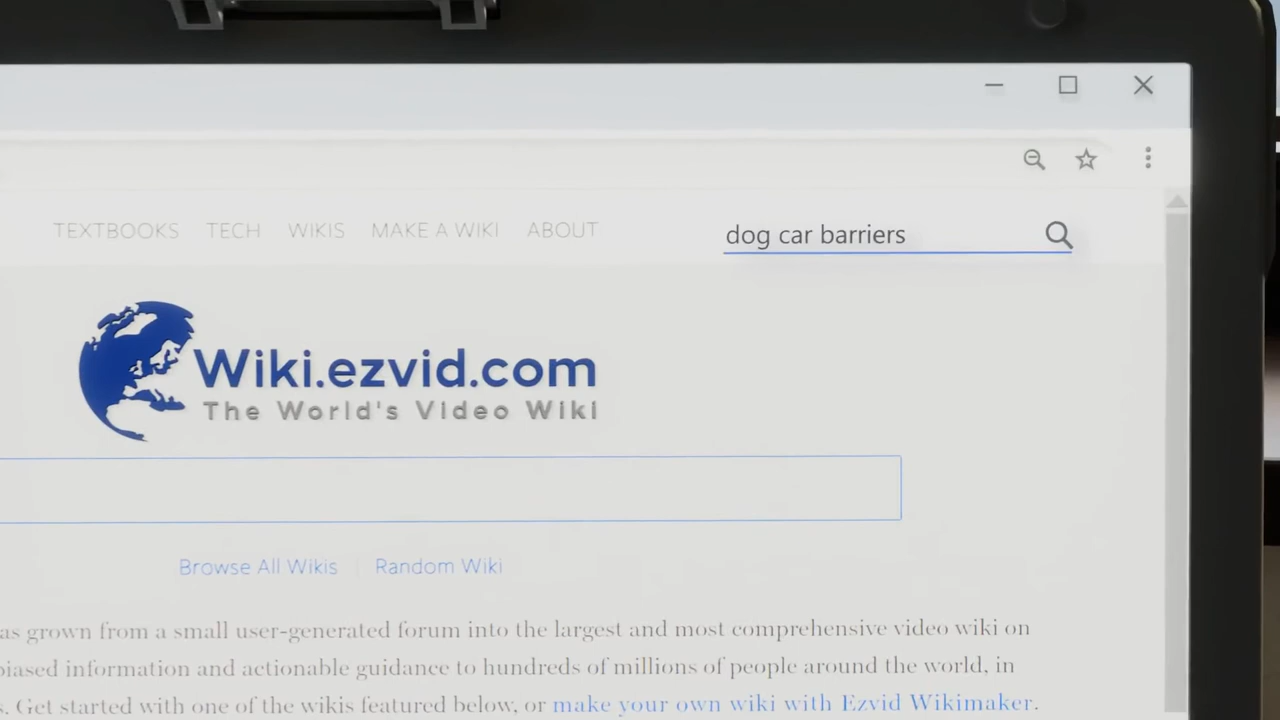 TEXTBOOKS TECH WIKIS MAKE A WIKI ABOUT
dog car barriers
Wiki.ezvid.com
The World's Video Wiki
Browse All Wikis | Random Wiki
as grown from a small user-generated forum into the largest and most comprehensive video wiki on
biased information and actionable guidance to hundreds of millions of people around the world, in
s. Get started with one of the wikis featured below, or make your own wiki with Ezvid Wikimaker.